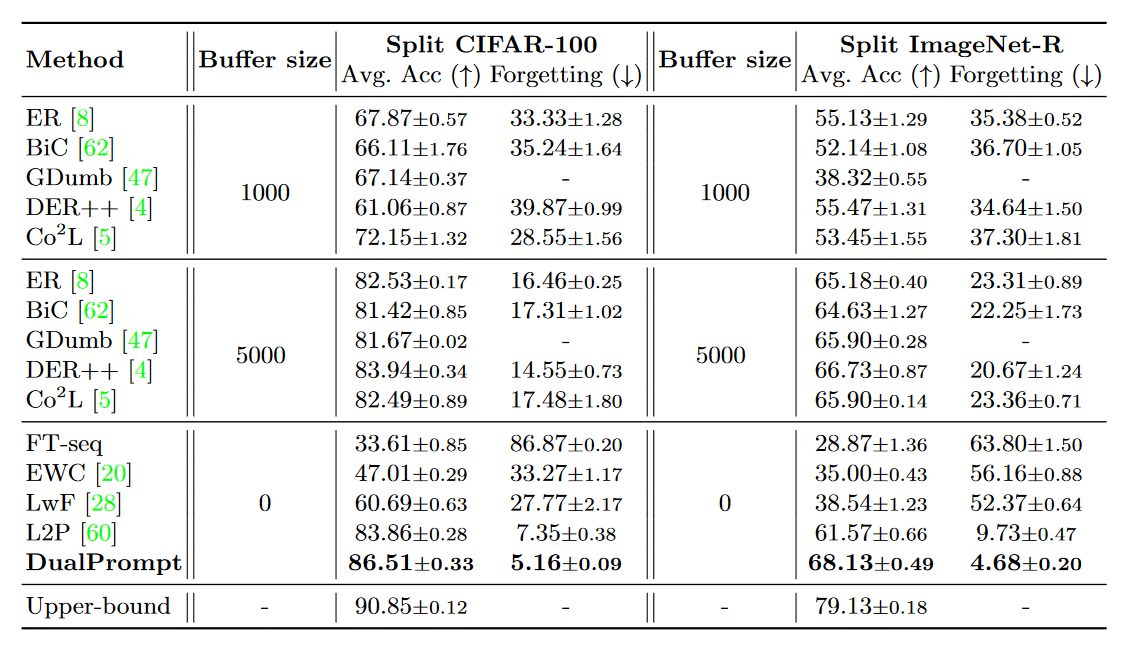 Method Buffer size Split CIFAR-100 Buffer size Split ImageNet-R
Avg. Acc (↑) Forgetting (↓) Avg. Acc (↑) Forgetting (↓)
ER [8] 67.87±0.57 33.33±1.28 55.13±1.29 35.38±0.52
BiC [62] 66.11±1.76 35.24±1.64 52.14±1.08 36.70±1.05
GDumb [47] 1000 67.14±0.37 - 1000 38.32±0.55 -
DER++ [4] 61.06±0.87 39.87±0.99 55.47±1.31 34.64±1.50
Co²L [5] 72.15±1.32 28.55±1.56 53.45±1.55 37.30±1.81
ER [8] 82.53±0.17 16.46±0.25 65.18±0.40 23.31±0.89
BiC [62] 81.42±0.85 17.31±1.02 64.63±1.27 22.25±1.73
GDumb [47] 5000 81.67±0.02 - 5000 65.90±0.28 -
DER++ [4] 83.94±0.34 14.55±0.73 66.73±0.87 20.67±1.24
Co²L [5] 82.49±0.89 17.48±1.80 65.90±0.14 23.36±0.71
FT-seq 33.61±0.85 86.87±0.20 28.87±1.36 63.80±1.50
EWC [20] 47.01±0.29 33.27±1.17 35.00±0.43 56.16±0.88
LwF [28] 0 60.69±0.63 27.77±2.17 0 38.54±1.23 52.37±0.64
L2P [60] 83.86±0.28 7.35±0.38 61.57±0.66 9.73±0.47
DualPrompt 86.51±0.33 5.16±0.09 68.13±0.49 4.68±0.20
Upper-bound - 90.85±0.12 - - 79.13±0.18 -